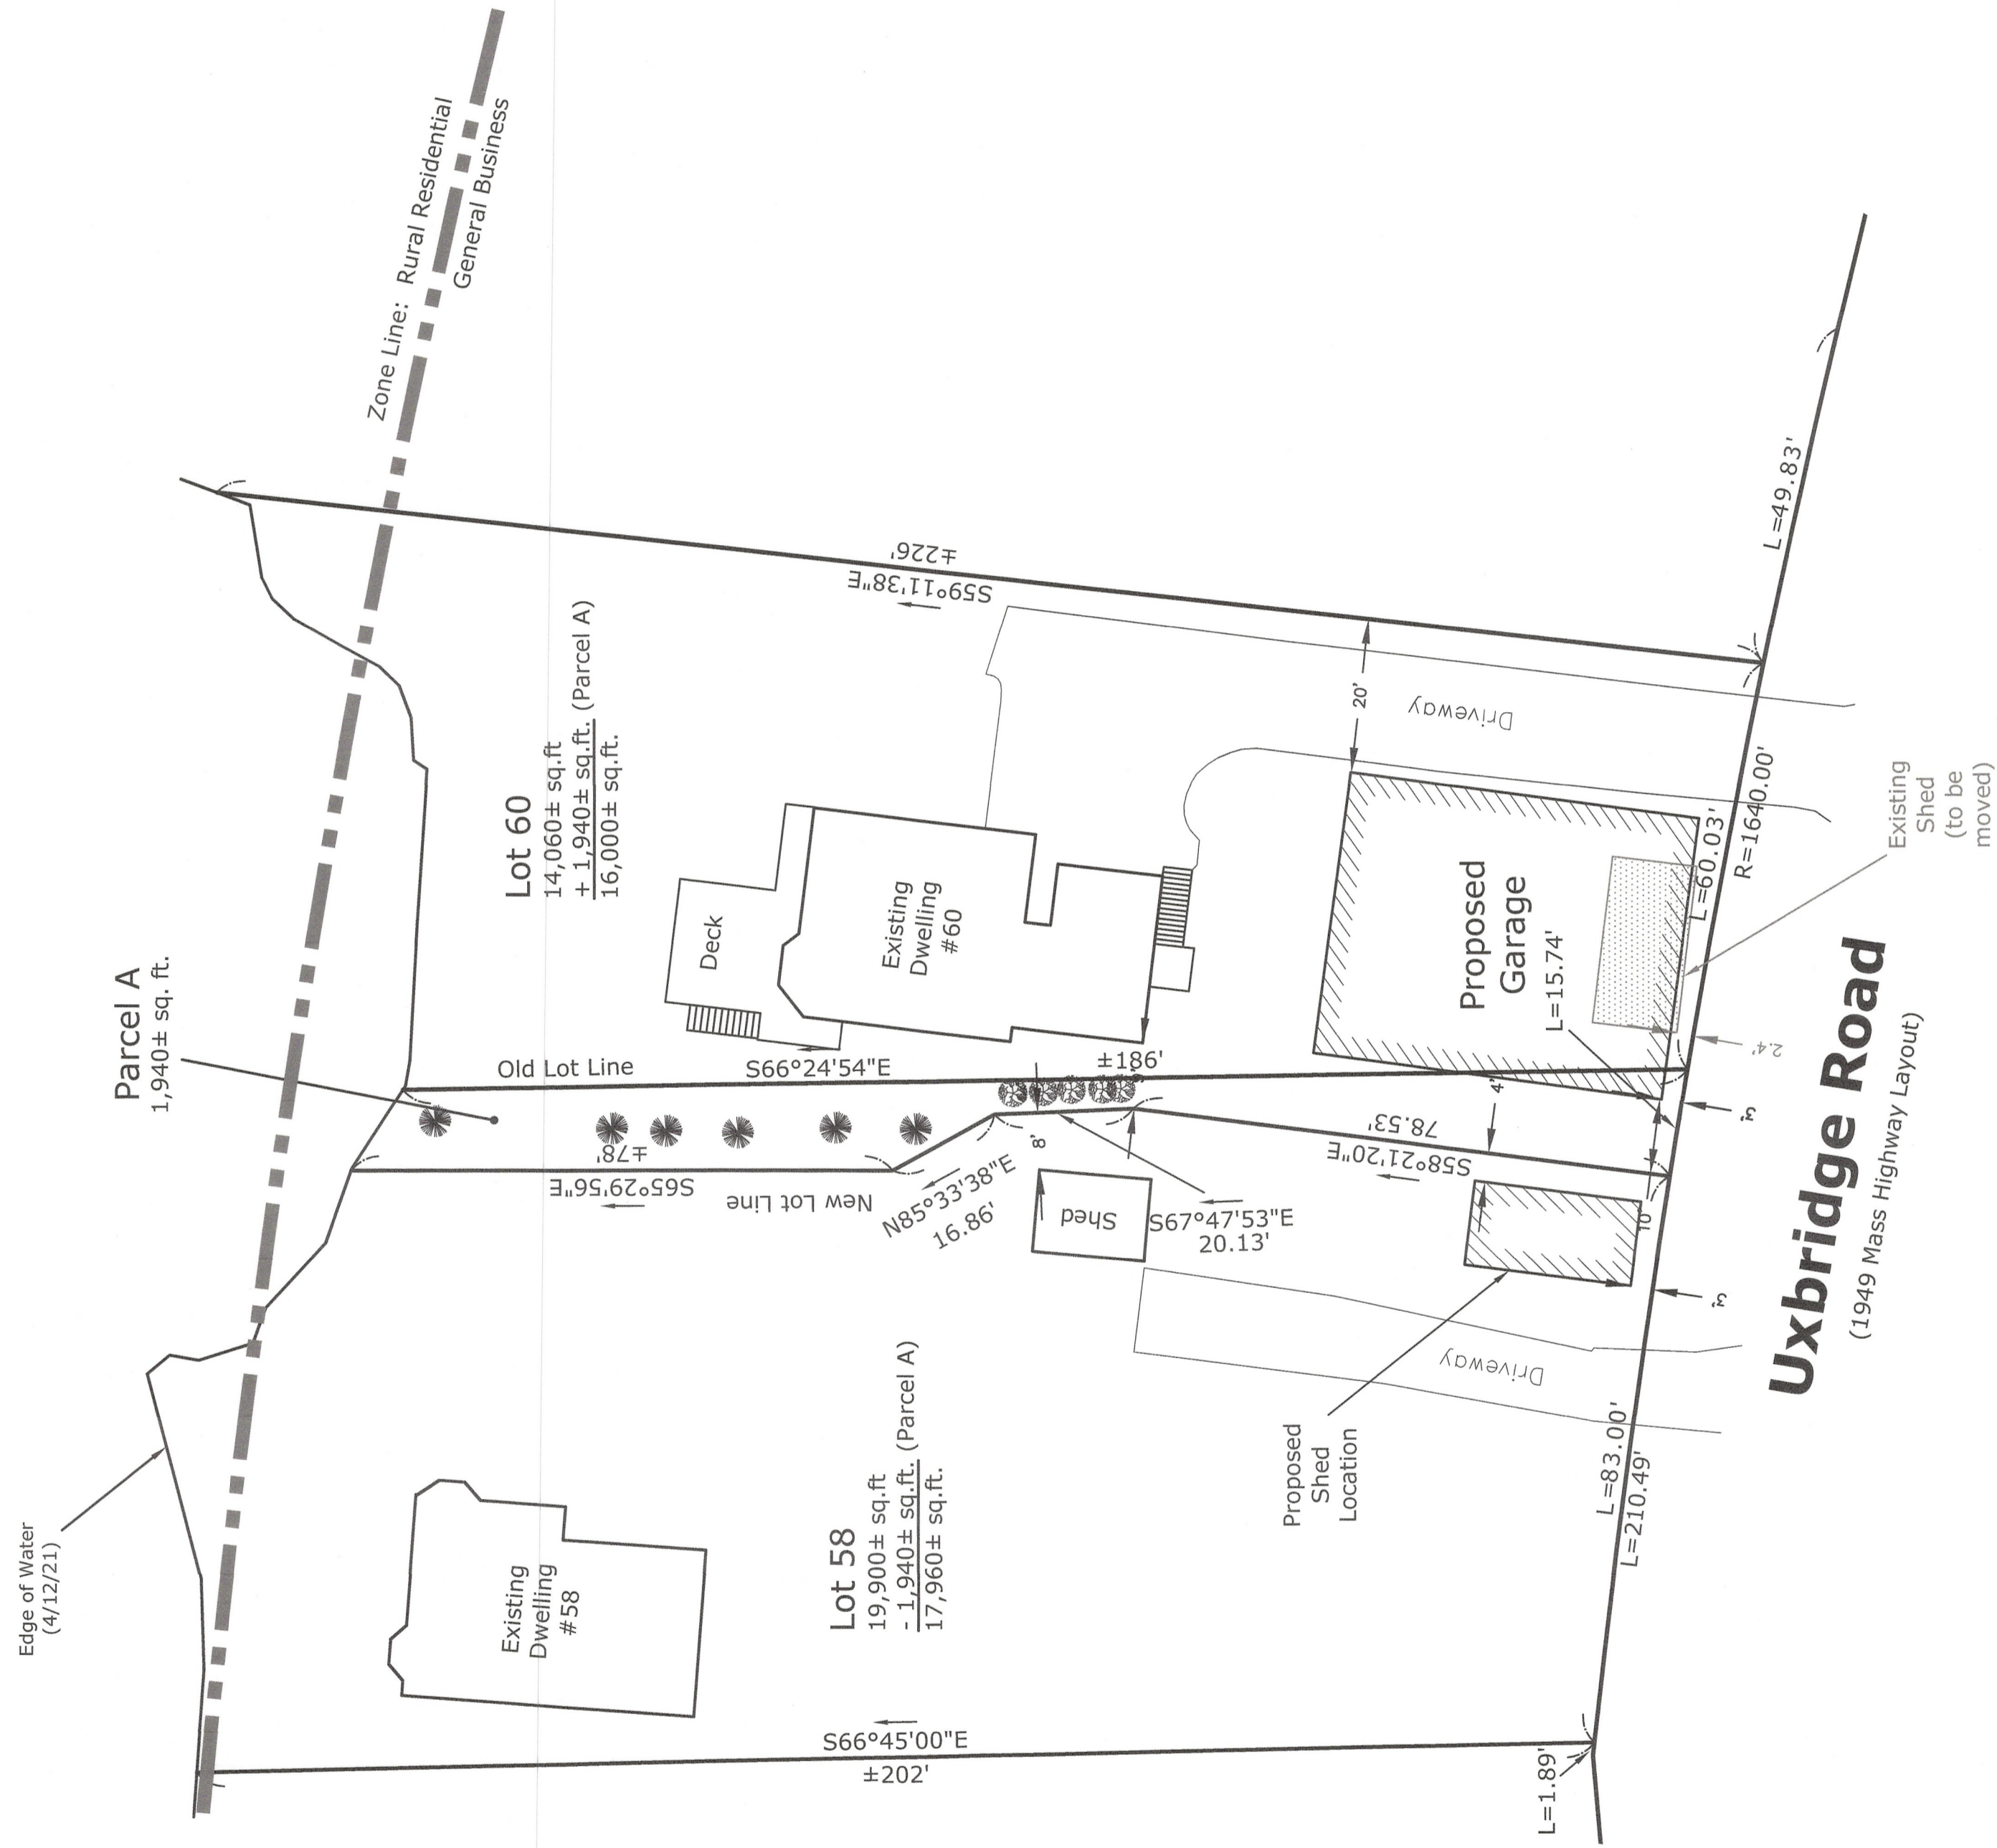 Zone Line: Rural Residential
General Business
Parcel A
1,940± sq. ft.
Edge of Water
(4/12/21)
Lot 60
14,060± sq.ft
+ 1,940± sq.ft. (Parcel A)
16,000± sq.ft.
±226'
S59°11'38"E
Deck
Existing
Dwelling
#60
Old Lot Line
S66°24'54"E
±186'
±78'
S65°29'56"E
New Lot Line
N85°33'38"E
16.86'
8'
Shed
S67°47'53"E
20.13'
78.53'
S58°21'20"E
4'
20'
Driveway
Proposed
Garage
L=15.74'
L=49.83'
L=60.03'
R=1640.00'
Existing
Shed
(to be
moved)
2.4'
3'
10'
3'
Driveway
Proposed
Shed
Location
Lot 58
19,900± sq.ft
- 1,940± sq.ft. (Parcel A)
17,960± sq.ft.
Existing
Dwelling
#58
S66°45'00"E
±202'
L=83.00'
L=210.49'
L=1.89'
Uxbridge Road
(1949 Mass Highway Layout)